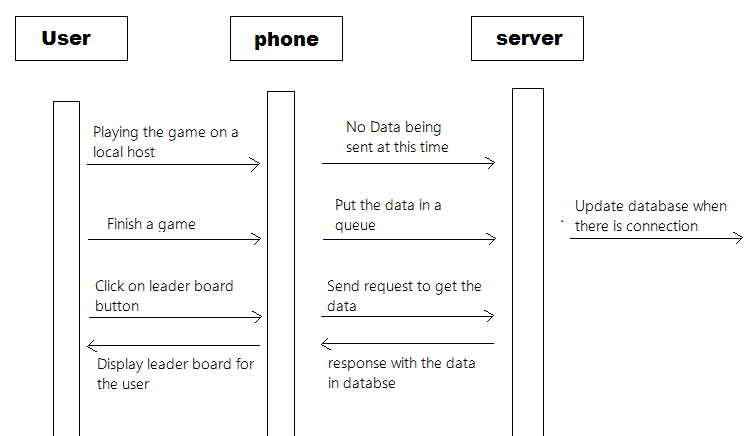 User
phone
server
Playing the game on a
local host
No Data being
sent at this time
Finish a game
Put the data in a
queue
Update database when
there is connection
Click on leader board
button
Send request to get the
data
Display leader board for
the user
response with the data
in databse